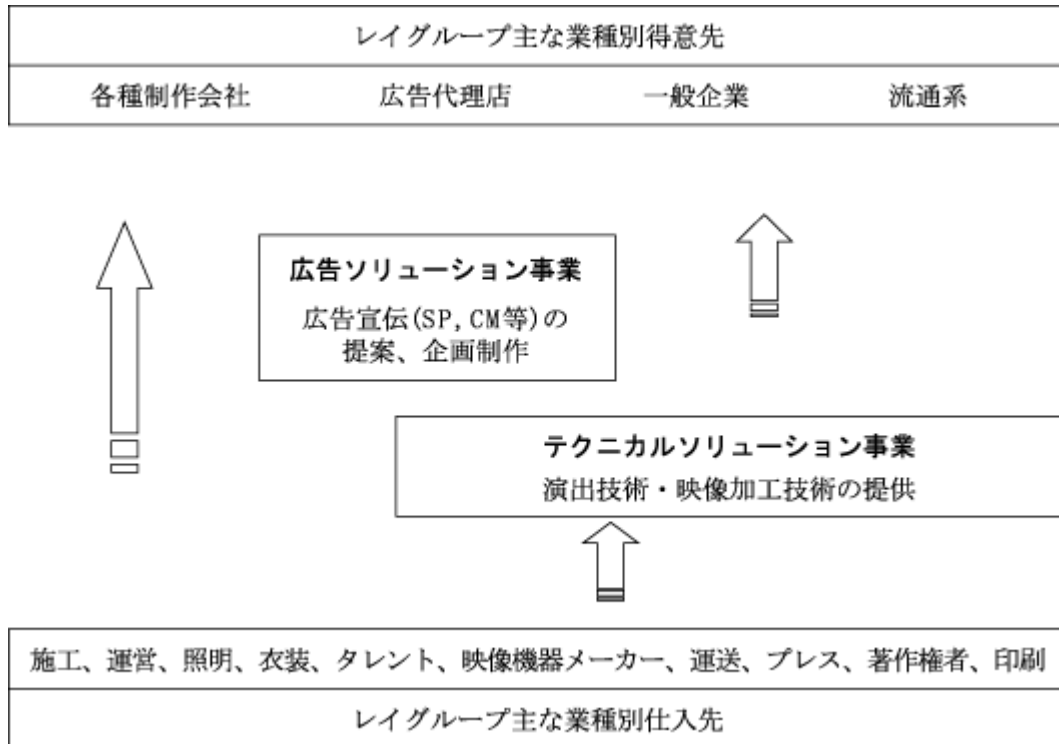 レイグループ主な業種別得意先
各種制作会社 広告代理店 一般企業 流通系
広告ソリューション事業
広告宣伝(SP,CM等)の
提案、企画制作
テクニカルソリューション事業
演出技術・映像加工技術の提供
施工、運営、照明、衣装、タレント、映像機器メーカー、運送、プレス、著作権者、印刷
レイグループ主な業種別仕入先